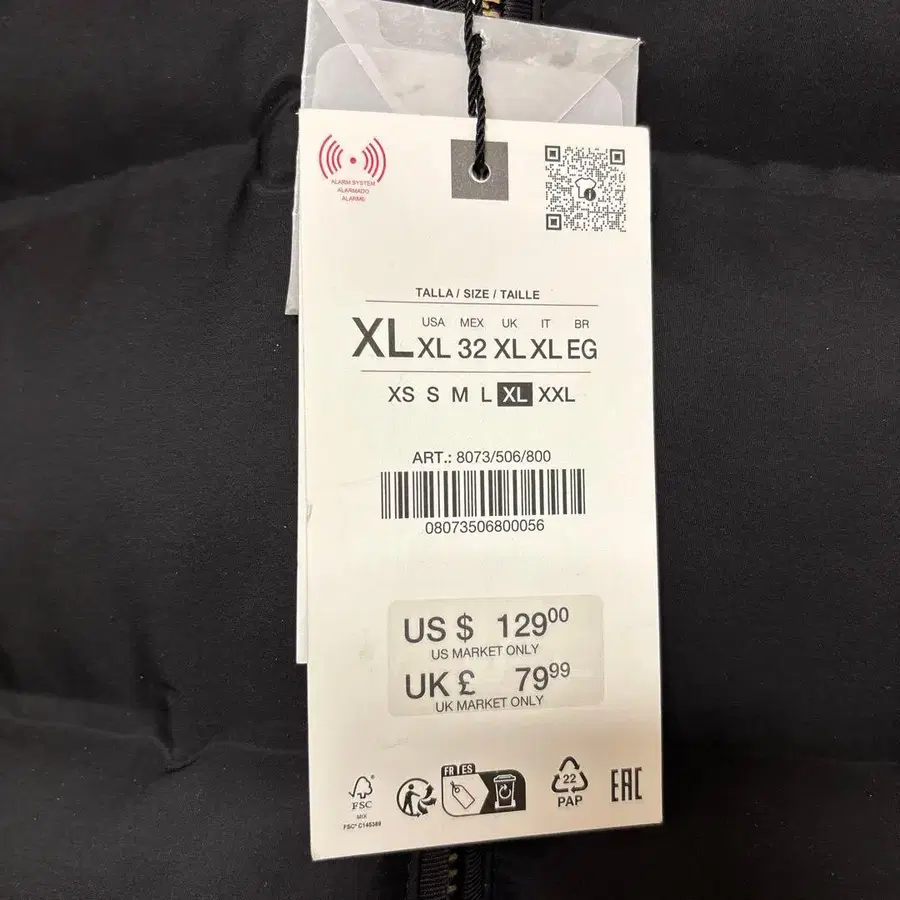 ALARM SYSTEM
ALARMADO
ALARME
TALLA / SIZE / TAILLE
USA MEX UK IT BR
XL XL 32 XL XL EG
XS S M L XL XXL
ART.: 8073/506/800
08073506800056
US $ 129.00
US MARKET ONLY
UK £ 79.99
UK MARKET ONLY
FR ES
22
FSC
MIX
PAP
EAC